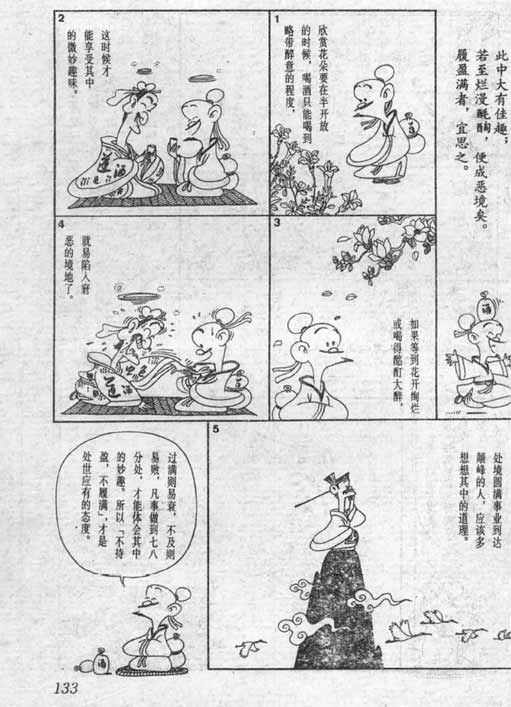 此中大有佳趣；
若至烂漫酕醄，便成恶境矣。
履盈满者，宜思之。
酒
1
欣赏花朵要在半开放
的时候，喝酒只能喝到
略带醉意的程度，
2
这时候才
能享受其中
的微妙趣味。
酒
道
3
如果等到花开绚烂
或喝得酩酊大醉，
4
就易陷入穷
恶的境地了。
道
5
处境圆满事业到达
巅峰的人，应该多
想想其中的道理。
过满则易衰，不及则
易败，凡事做到七八
分处，才能体会其中
的妙趣。所以「不持
盈，不履满」，才是
处世应有的态度。
酒
133